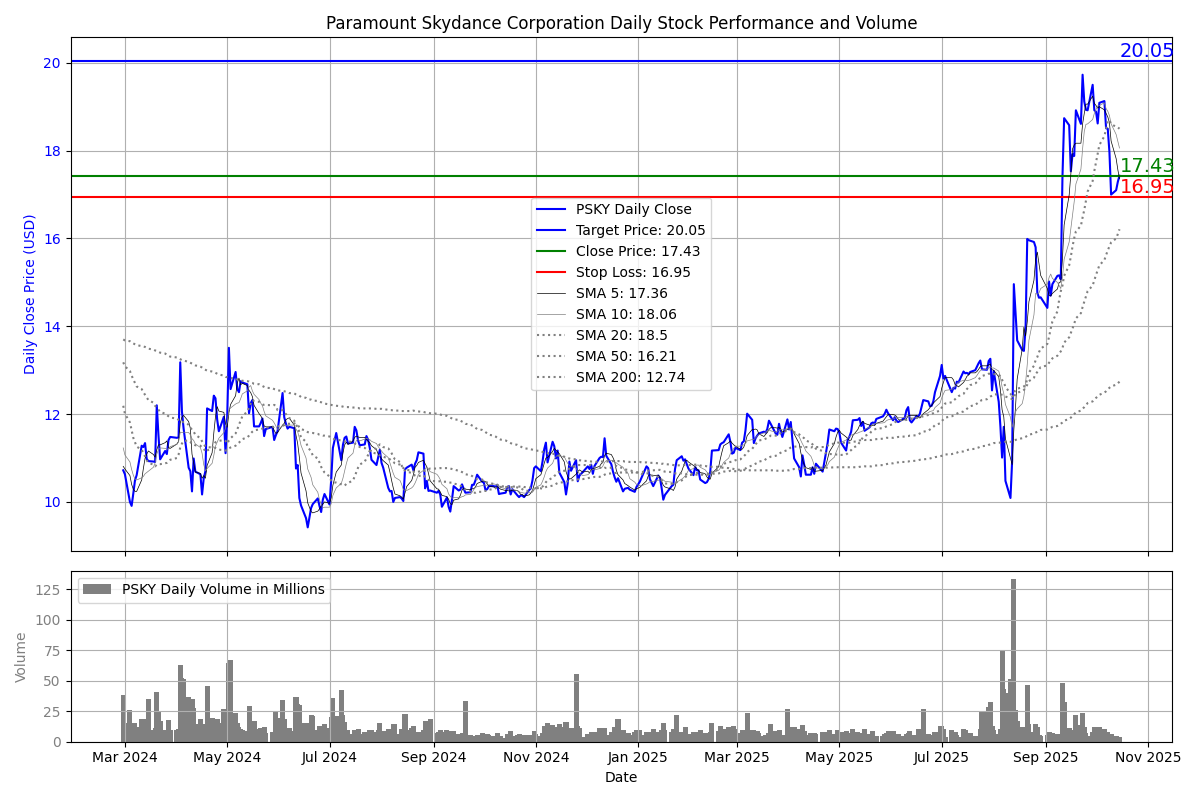 Paramount Skydance Corporation Daily Stock Performance and Volume
20.05
17.43
16.95
Daily Close Price (USD)
20
18
16
14
12
10
PSKY Daily Close
Target Price: 20.05
Close Price: 17.43
Stop Loss: 16.95
SMA 5: 17.36
SMA 10: 18.06
SMA 20: 18.5
SMA 50: 16.21
SMA 200: 12.74
PSKY Daily Volume in Millions
Volume
125
100
75
50
25
0
Mar 2024 May 2024 Jul 2024 Sep 2024 Nov 2024 Jan 2025 Mar 2025 May 2025 Jul 2025 Sep 2025 Nov 2025
Date